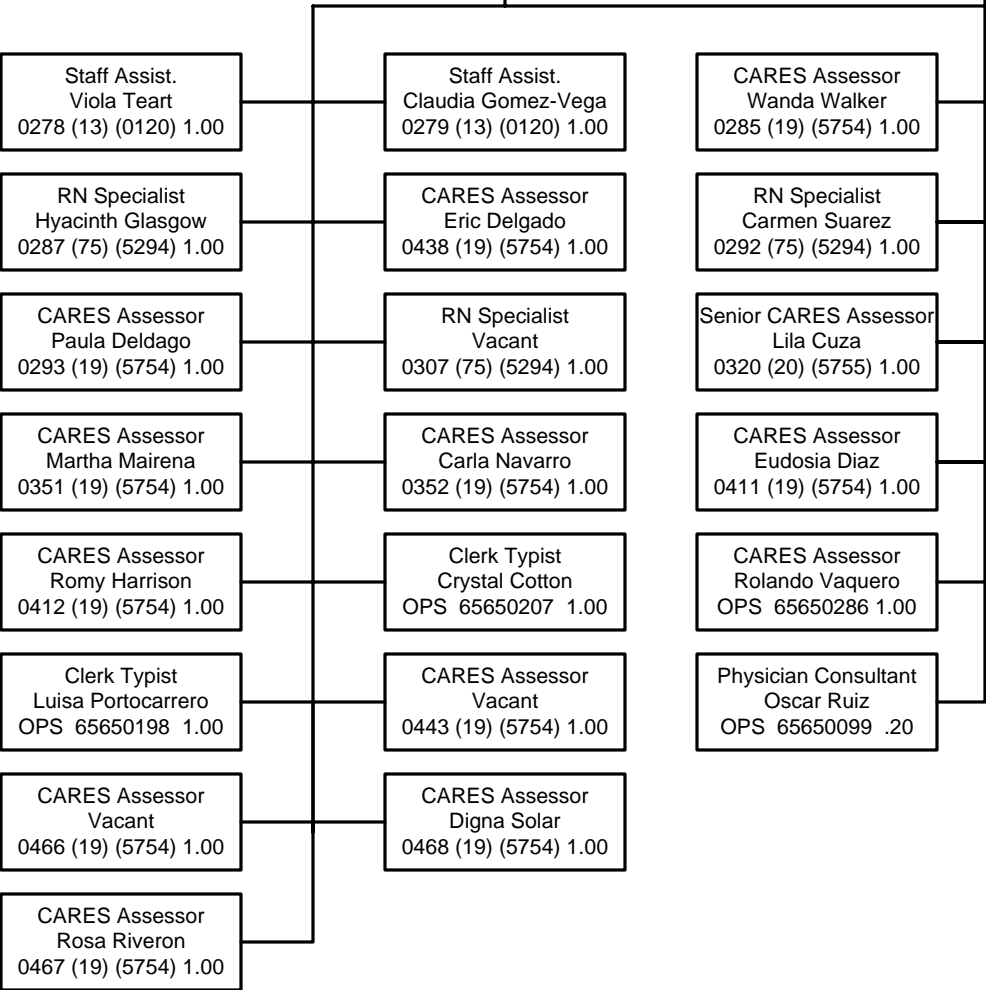 Staff Assist.
Viola Teart
0278 (13) (0120) 1.00
Staff Assist.
Claudia Gomez-Vega
0279 (13) (0120) 1.00
CARES Assessor
Wanda Walker
0285 (19) (5754) 1.00
RN Specialist
Hyacinth Glasgow
0287 (75) (5294) 1.00
CARES Assessor
Eric Delgado
0438 (19) (5754) 1.00
RN Specialist
Carmen Suarez
0292 (75) (5294) 1.00
CARES Assessor
Paula Deldago
0293 (19) (5754) 1.00
RN Specialist
Vacant
0307 (75) (5294) 1.00
Senior CARES Assessor
Lila Cuza
0320 (20) (5755) 1.00
CARES Assessor
Martha Mairena
0351 (19) (5754) 1.00
CARES Assessor
Carla Navarro
0352 (19) (5754) 1.00
CARES Assessor
Eudosia Diaz
0411 (19) (5754) 1.00
CARES Assessor
Romy Harrison
0412 (19) (5754) 1.00
Clerk Typist
Crystal Cotton
OPS 65650207 1.00
CARES Assessor
Rolando Vaquero
OPS 65650286 1.00
Clerk Typist
Luisa Portocarrero
OPS 65650198 1.00
CARES Assessor
Vacant
0443 (19) (5754) 1.00
Physician Consultant
Oscar Ruiz
OPS 65650099 .20
CARES Assessor
Vacant
0466 (19) (5754) 1.00
CARES Assessor
Digna Solar
0468 (19) (5754) 1.00
CARES Assessor
Rosa Riveron
0467 (19) (5754) 1.00